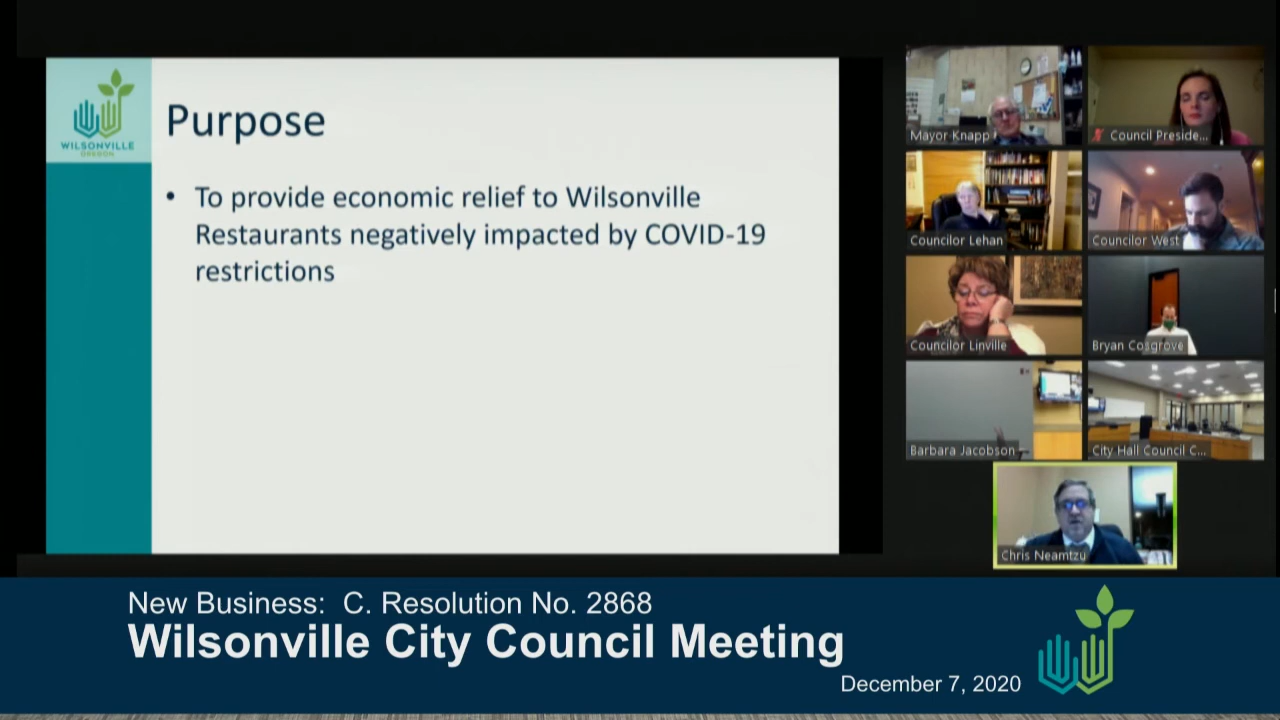 WILSONVILLE
OREGON
Purpose
• To provide economic relief to Wilsonville
Restaurants negatively impacted by COVID-19
restrictions
Mayor Knapp
Council Preside...
Councilor Lehan
Councilor West
Councilor Linville
Bryan Cosgrove
Barbara Jacobson
City Hall Council C...
Chris Neamtzu
New Business: C. Resolution No. 2868
Wilsonville City Council Meeting
December 7, 2020